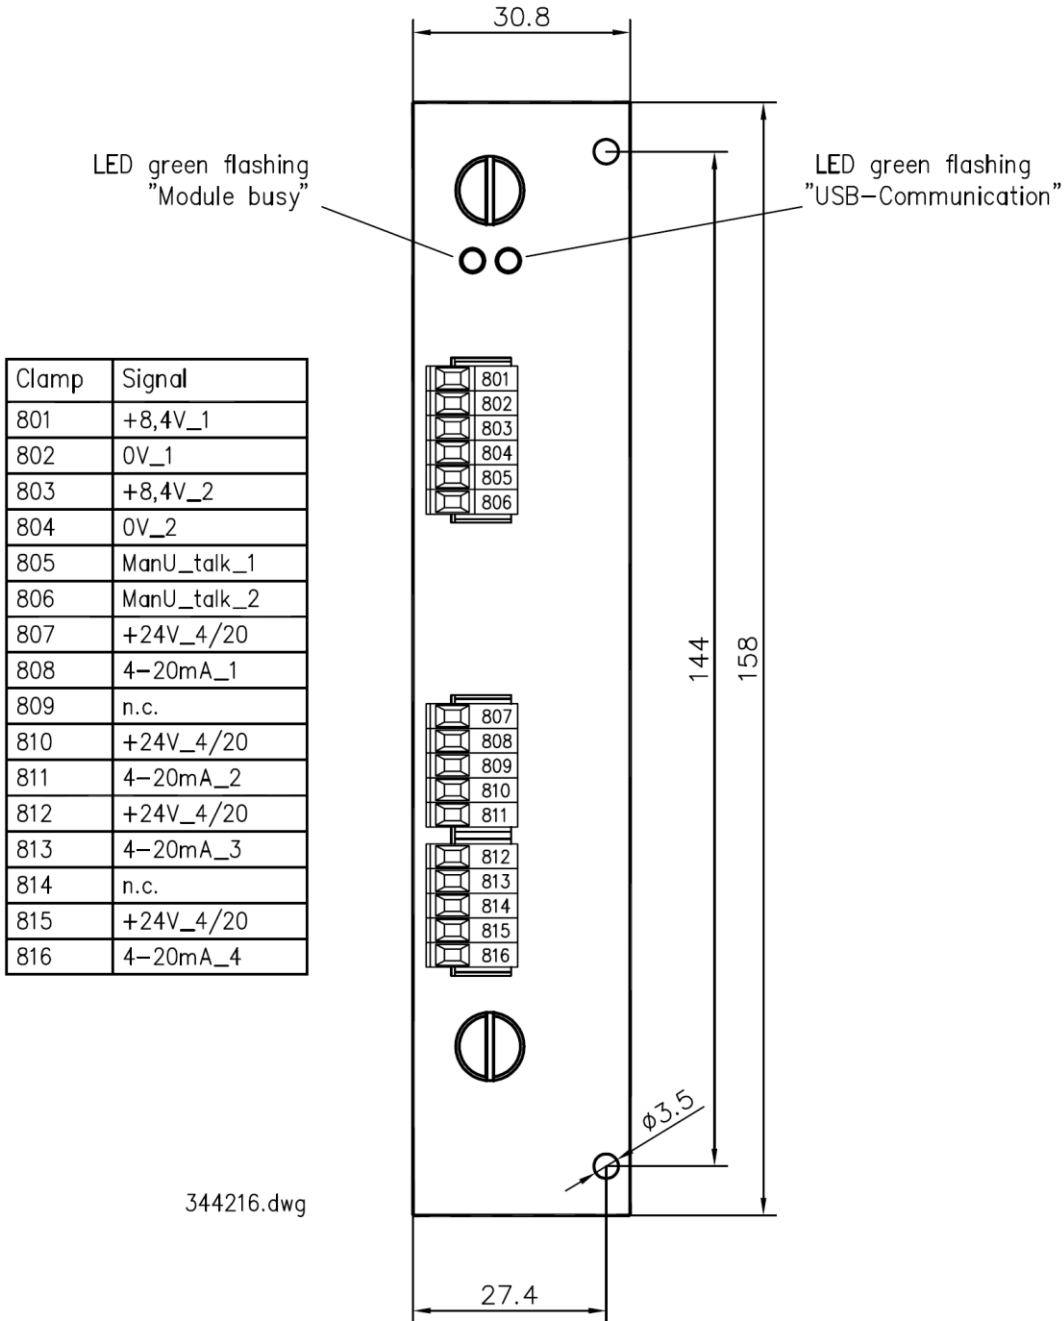 30.8
LED green flashing
"Module busy"
LED green flashing
"USB-Communication"
Clamp Signal
801 +8,4V_1
802 0V_1
803 +8,4V_2
804 0V_2
805 ManU_talk_1
806 ManU_talk_2
807 +24V_4/20
808 4-20mA_1
809 n.c.
810 +24V_4/20
811 4-20mA_2
812 +24V_4/20
813 4-20mA_3
814 n.c.
815 +24V_4/20
816 4-20mA_4
801
802
803
804
805
806
807
808
809
810
811
812
813
814
815
816
144
158
ø3.5
344216.dwg
27.4